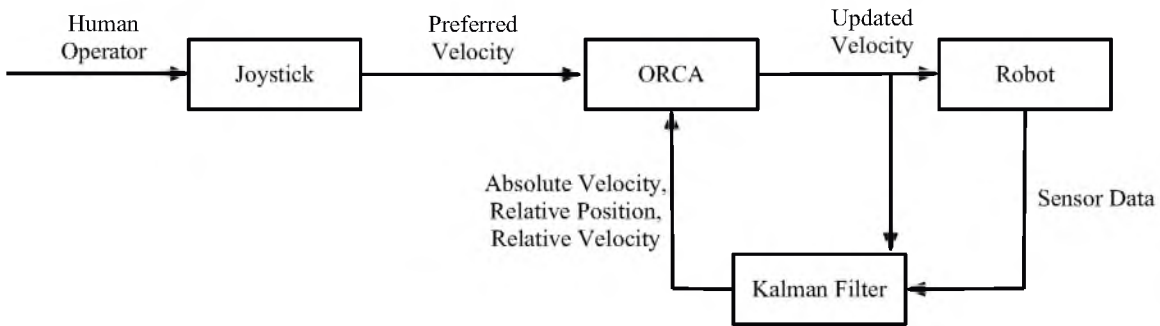 Human
Operator
Joystick
Preferred
Velocity
ORCA
Updated
Velocity
Robot
Absolute Velocity,
Relative Position,
Relative Velocity
Sensor Data
Kalman Filter